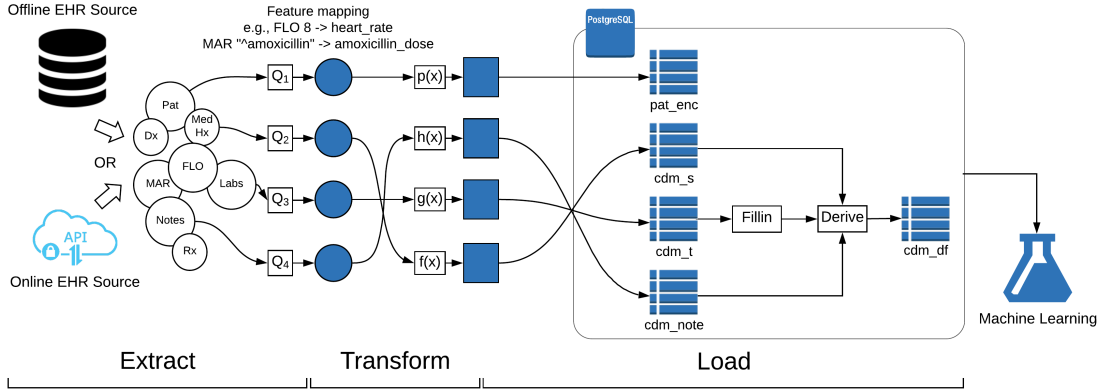 Offline EHR Source
Feature mapping
e.g., FLO 8 -> heart_rate
MAR "^amoxicillin" -> amoxicillin_dose
PostgreSQL
Pat
Dx
Med
Hx
FLO
MAR
Labs
Notes
Rx
OR
API
Online EHR Source
Q1
Q2
Q3
Q4
p(x)
h(x)
g(x)
f(x)
pat_enc
cdm_s
cdm_t
cdm_note
Fillin
Derive
cdm_df
Machine Learning
Extract
Transform
Load